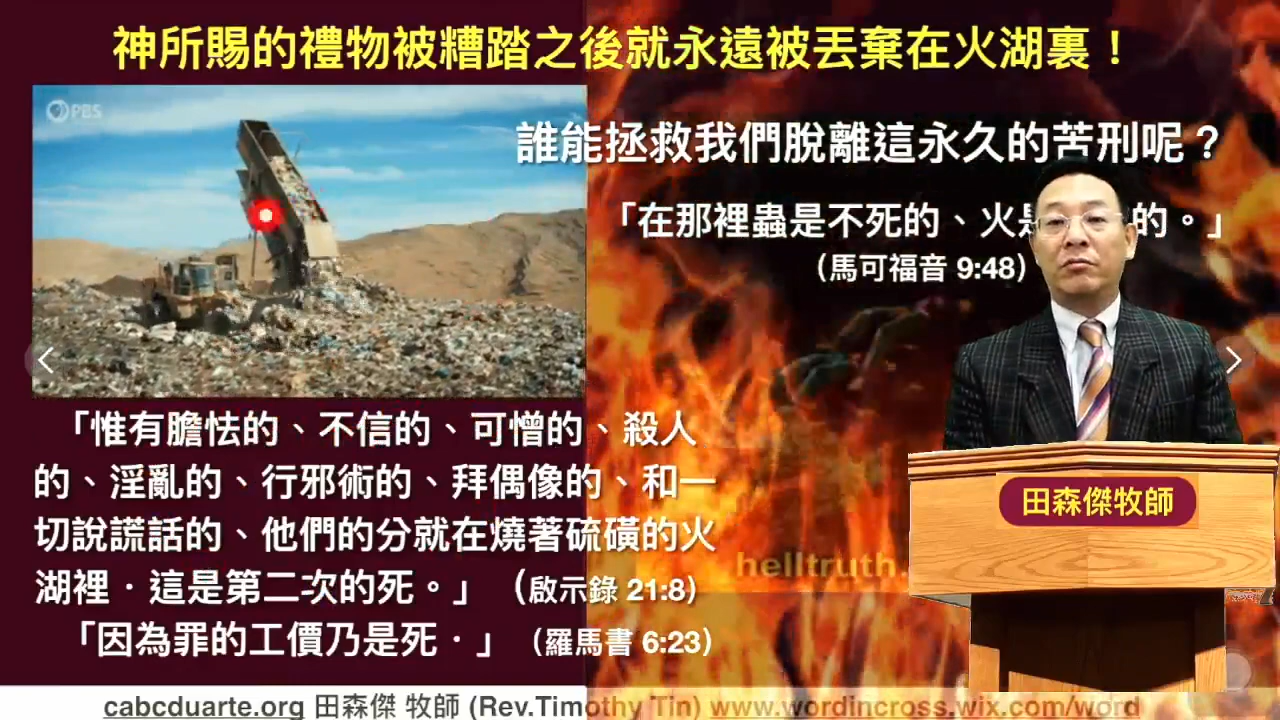 神所賜的禮物被糟踏之後就永遠被丟棄在火湖裏！
PBS
誰能拯救我們脫離這永久的苦刑呢？
「在那裡蟲是不死的、火是 的。」
（馬可福音 9:48）
「惟有膽怯的、不信的、可憎的、殺人
的、淫亂的、行邪術的、拜偶像的、和一
切說謊話的、他們的分就在燒著硫磺的火
湖裡．這是第二次的死。」（啟示錄 21:8）
「因為罪的工價乃是死．」（羅馬書 6:23）
田森傑牧師
helltruth.
cabcduarte.org 田森傑 牧師 (Rev.Timothy Tin) www.wordincross.wix.com/word